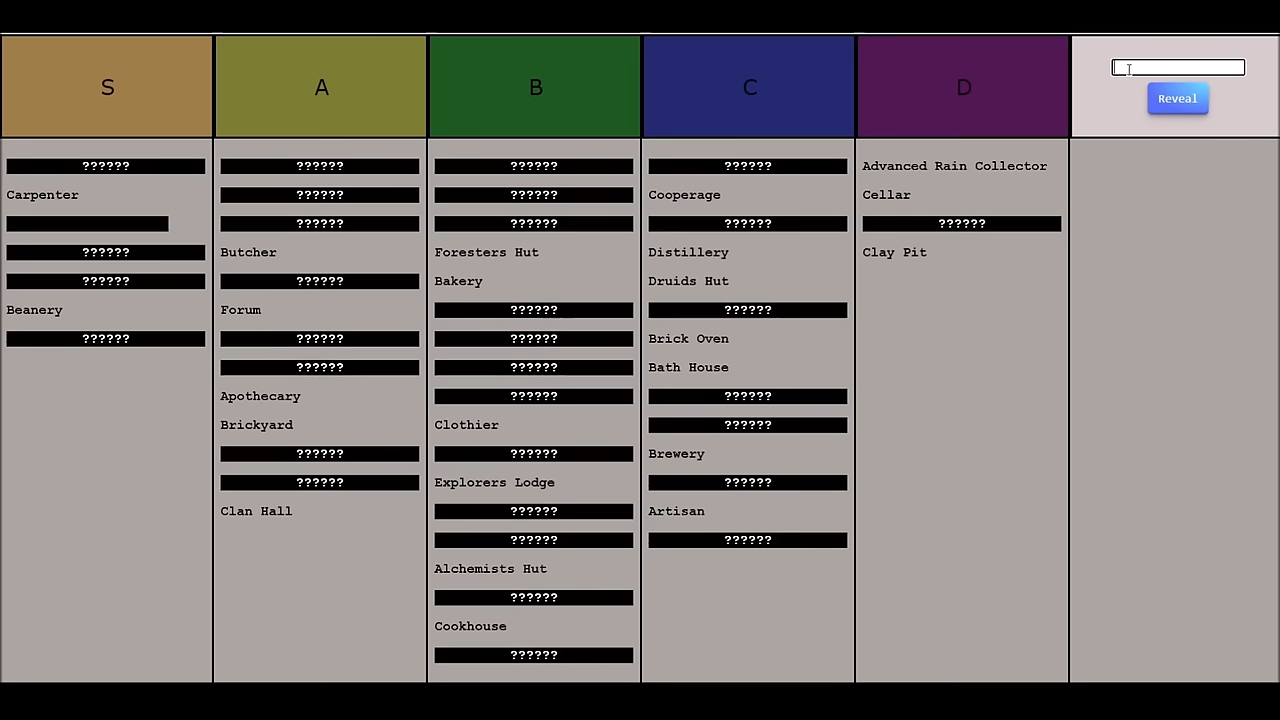 S
A
B
C
D
Reveal
??????
Carpenter
??????
??????
Beanery
??????
??????
??????
??????
Butcher
??????
Forum
??????
??????
Apothecary
Brickyard
??????
??????
Clan Hall
??????
??????
??????
Foresters Hut
Bakery
??????
??????
??????
??????
Clothier
??????
Explorers Lodge
??????
??????
Alchemists Hut
??????
Cookhouse
??????
??????
Cooperage
??????
Distillery
Druids Hut
??????
Brick Oven
Bath House
??????
??????
Brewery
??????
Artisan
??????
Advanced Rain Collector
Cellar
??????
Clay Pit